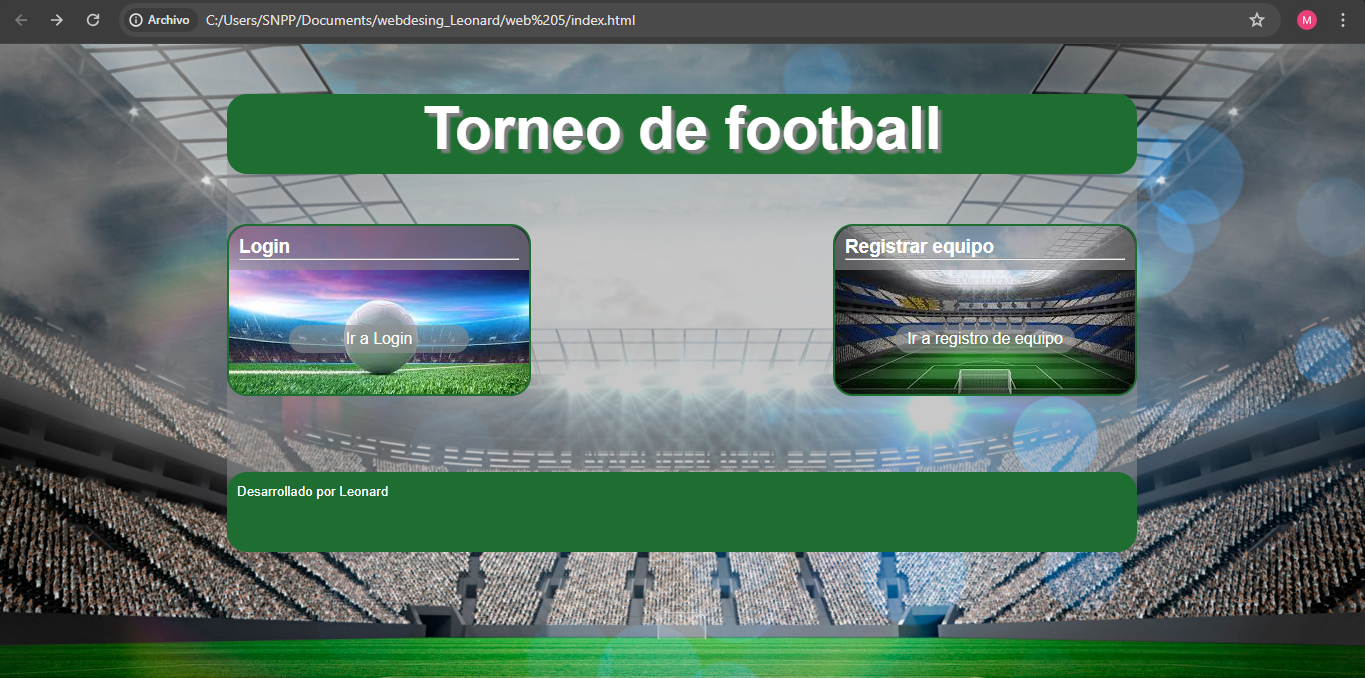 Archivo C:/Users/SNPP/Documents/webdesing_Leonard/web%205/index.html M
Torneo de football
Login
Ir a Login
Registrar equipo
Ir a registro de equipo
Desarrollado por Leonard